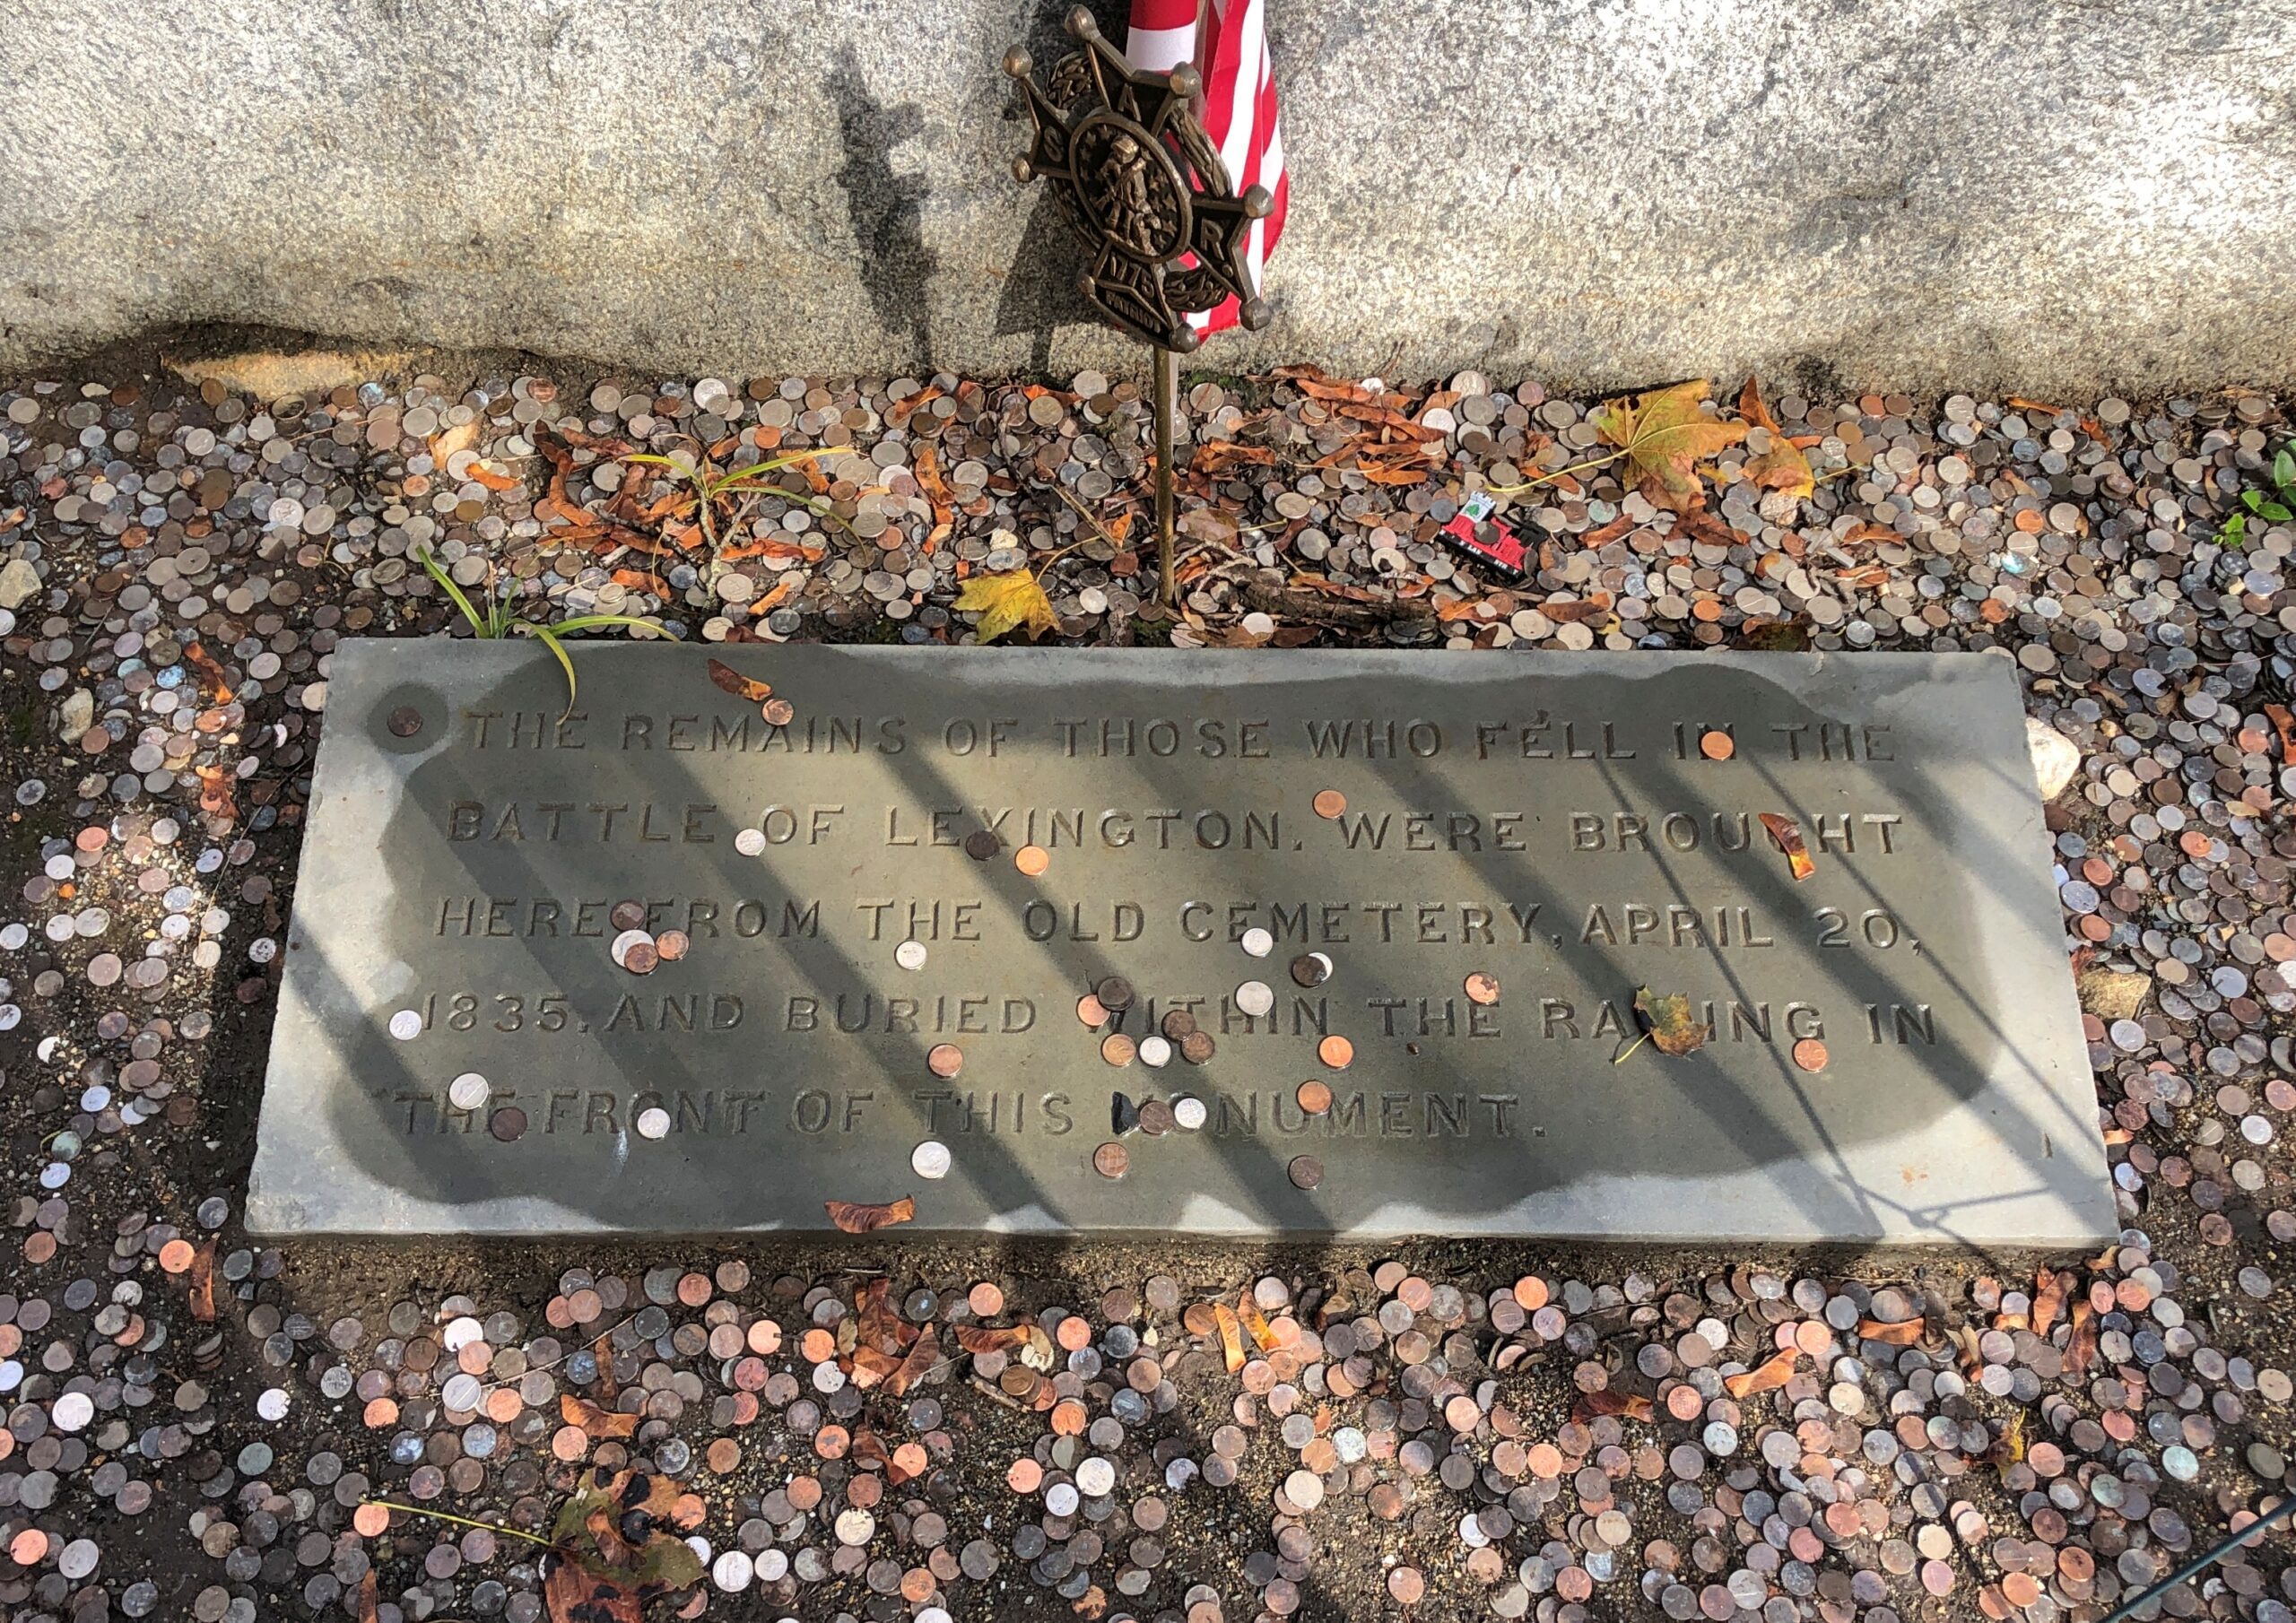 S A R
THE REMAINS OF THOSE WHO FELL IN THE
BATTLE OF LEXINGTON, WERE BROUGHT
HERE FROM THE OLD CEMETERY, APRIL 20,
1835, AND BURIED WITHIN THE RAILING IN
THE FRONT OF THIS MONUMENT.